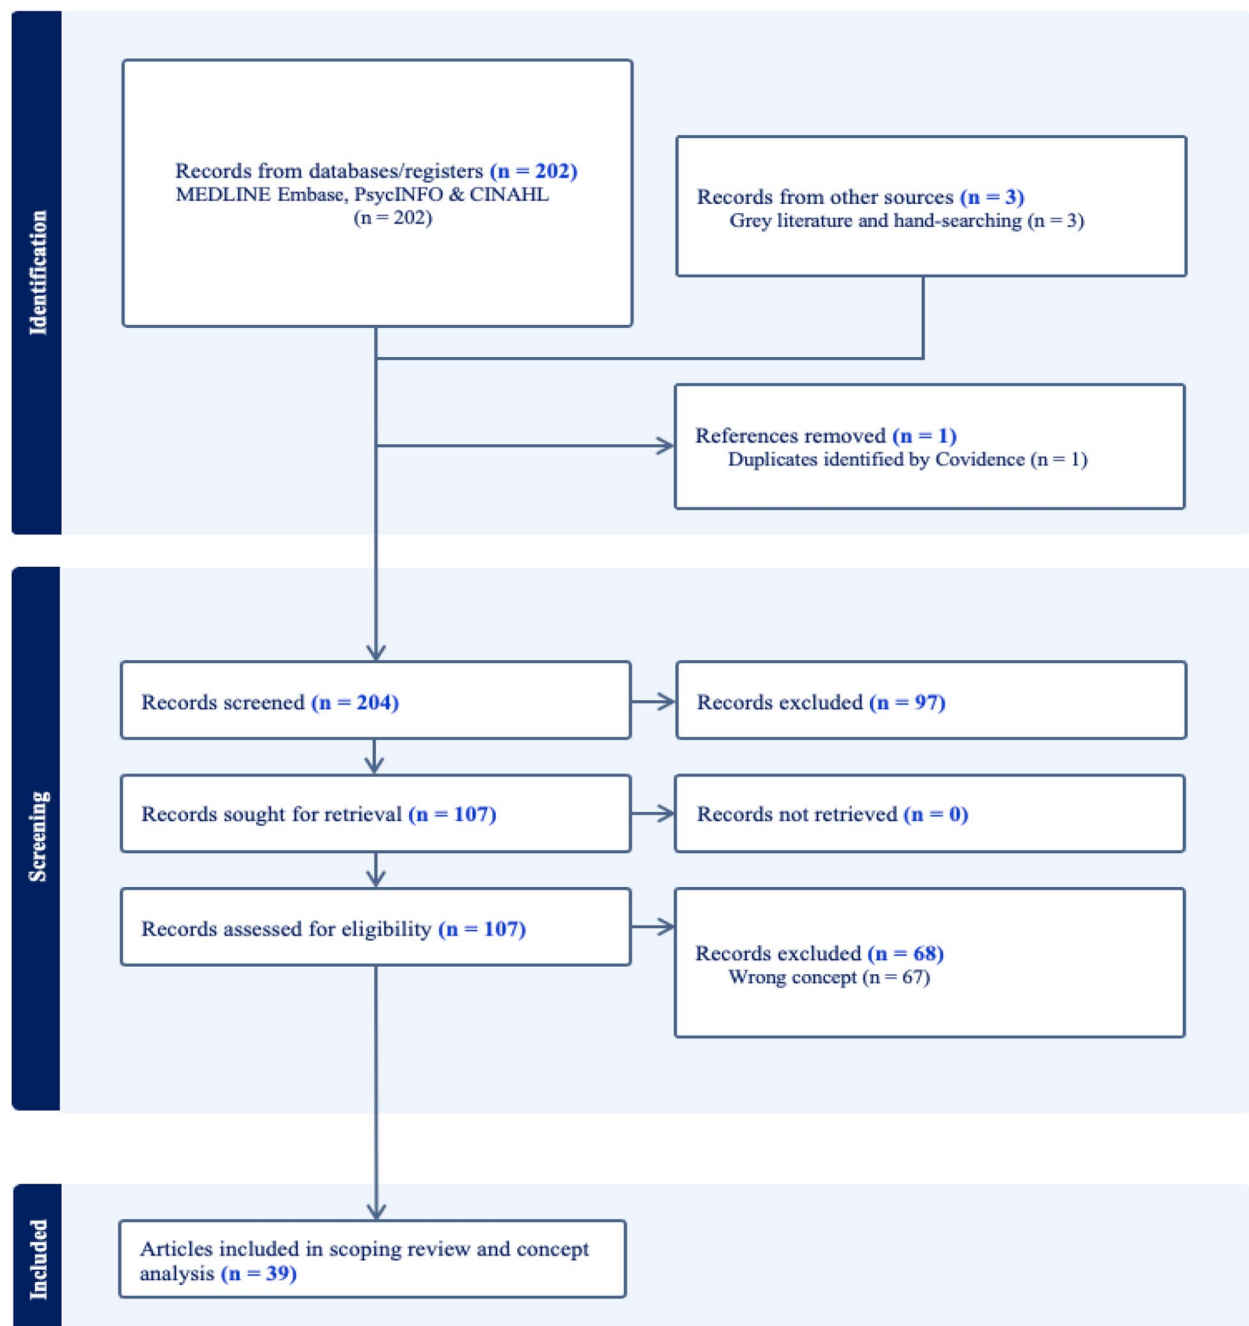 Identification
Records from databases/registers (n = 202)
MEDLINE Embase, PsycINFO & CINAHL
(n = 202)
Records from other sources (n = 3)
Grey literature and hand-searching (n = 3)
References removed (n = 1)
Duplicates identified by Covidence (n = 1)
Screening
Records screened (n = 204)
Records excluded (n = 97)
Records sought for retrieval (n = 107)
Records not retrieved (n = 0)
Records assessed for eligibility (n = 107)
Records excluded (n = 68)
Wrong concept (n = 67)
Included
Articles included in scoping review and concept
analysis (n = 39)